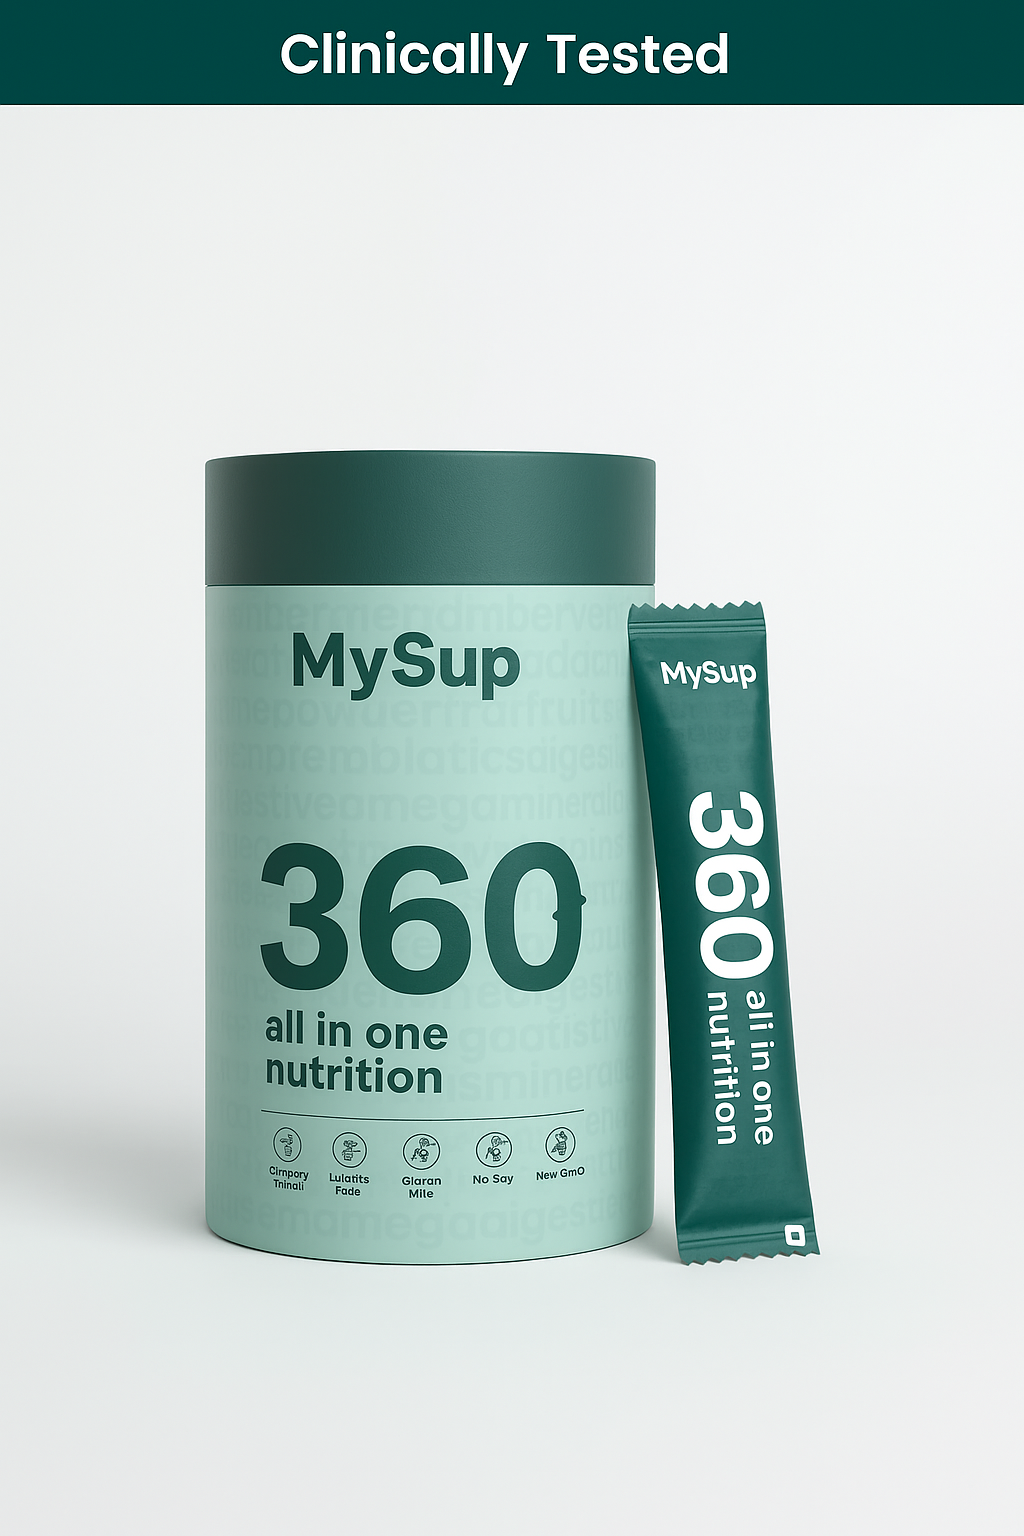 Clinically Tested
MySup
360
all in one
nutrition
Cirnpory
Tninali
Lulatits
Fade
Glaran
Mile
No Say
New GmO
MySup
360
ali in one
nutrition